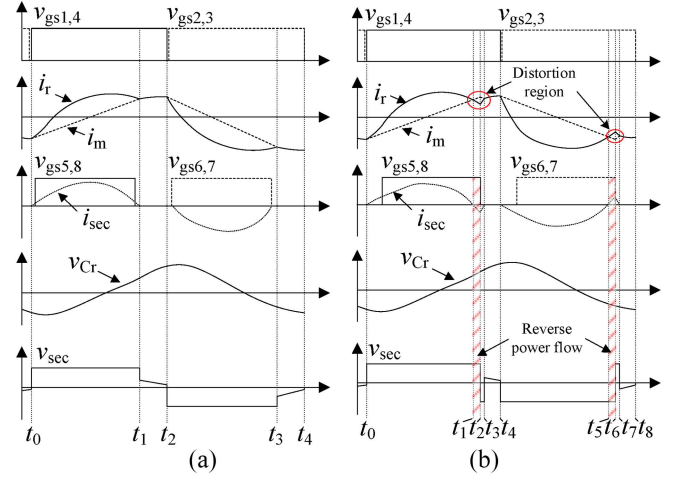 vgs1,4 vgs2,3
ir
im
vgs5,8 vgs6,7
isec
vCr
vsec
t0 t1 t2 t3 t4
(a)
vgs1,4 vgs2,3
ir
im
Distortion
region
vgs5,8 vgs6,7
isec
vCr
Reverse
power flow
vsec
t0 t1 t2 t3 t4 t5 t6 t7 t8
(b)